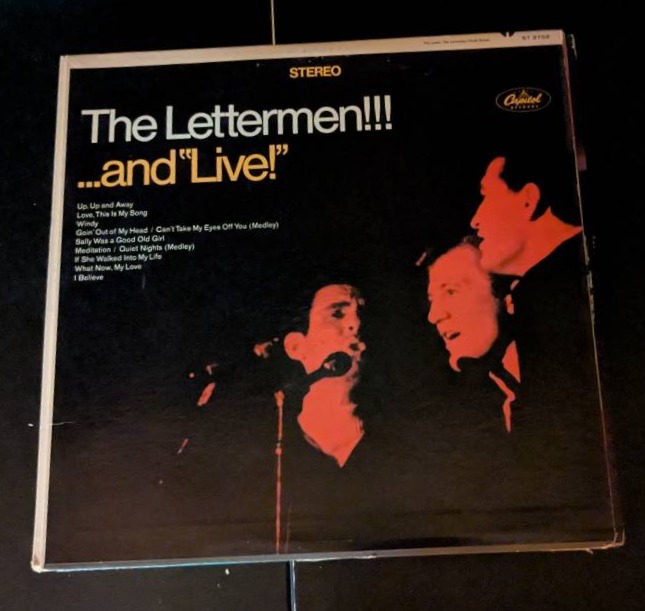 STEREO
Capitol
RECORDS
The Lettermen!!!
...and "Live!"
Up, Up and Away
Love, This Is My Song
Windy
Goin' Out of My Head / Can't Take My Eyes Off You (Medley)
Sally Was a Good Old Girl
Meditation / Quiet Nights (Medley)
If She Walked Into My Life
What Now, My Love
I Believe